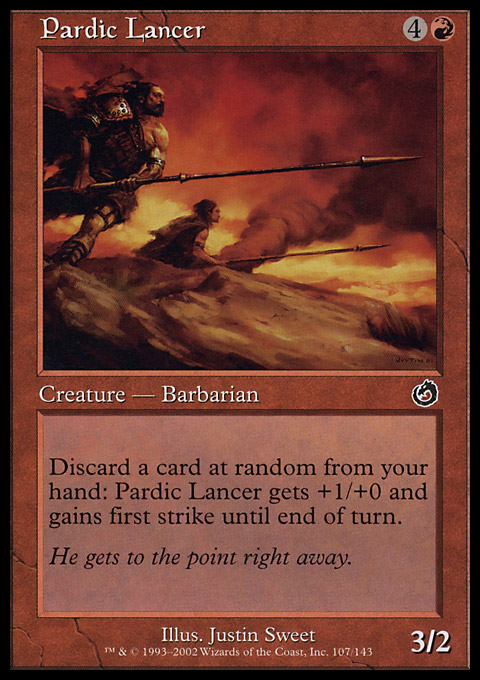 Pardic Lancer 4
Creature — Barbarian
Discard a card at random from your
hand: Pardic Lancer gets +1/+0 and
gains first strike until end of turn.
He gets to the point right away.
Illus. Justin Sweet
™ & © 1993–2002 Wizards of the Coast, Inc. 107/143
3/2